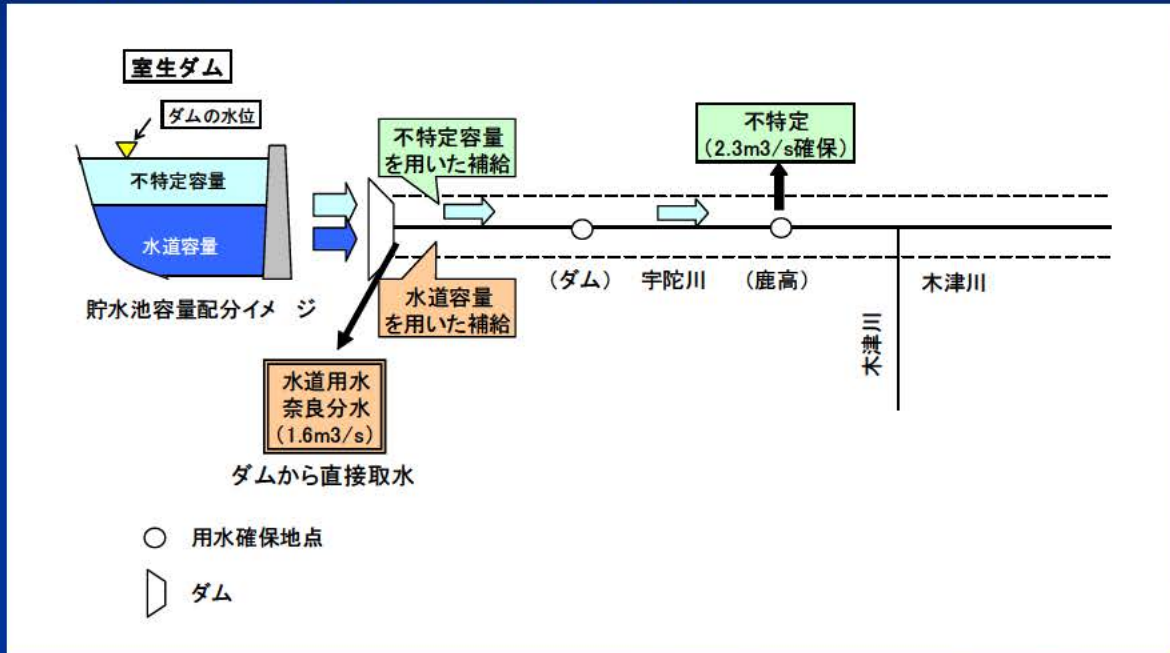 室生ダム
ダムの水位
不特定容量
水道容量
貯水池容量配分イメージ
不特定容量
を用いた補給
不特定
(2.3m3/s確保)
(ダム)
宇陀川
(鹿高)
木津川
木津川
水道容量
を用いた補給
水道用水
奈良分水
(1.6m3/s)
ダムから直接取水
用水確保地点
ダム